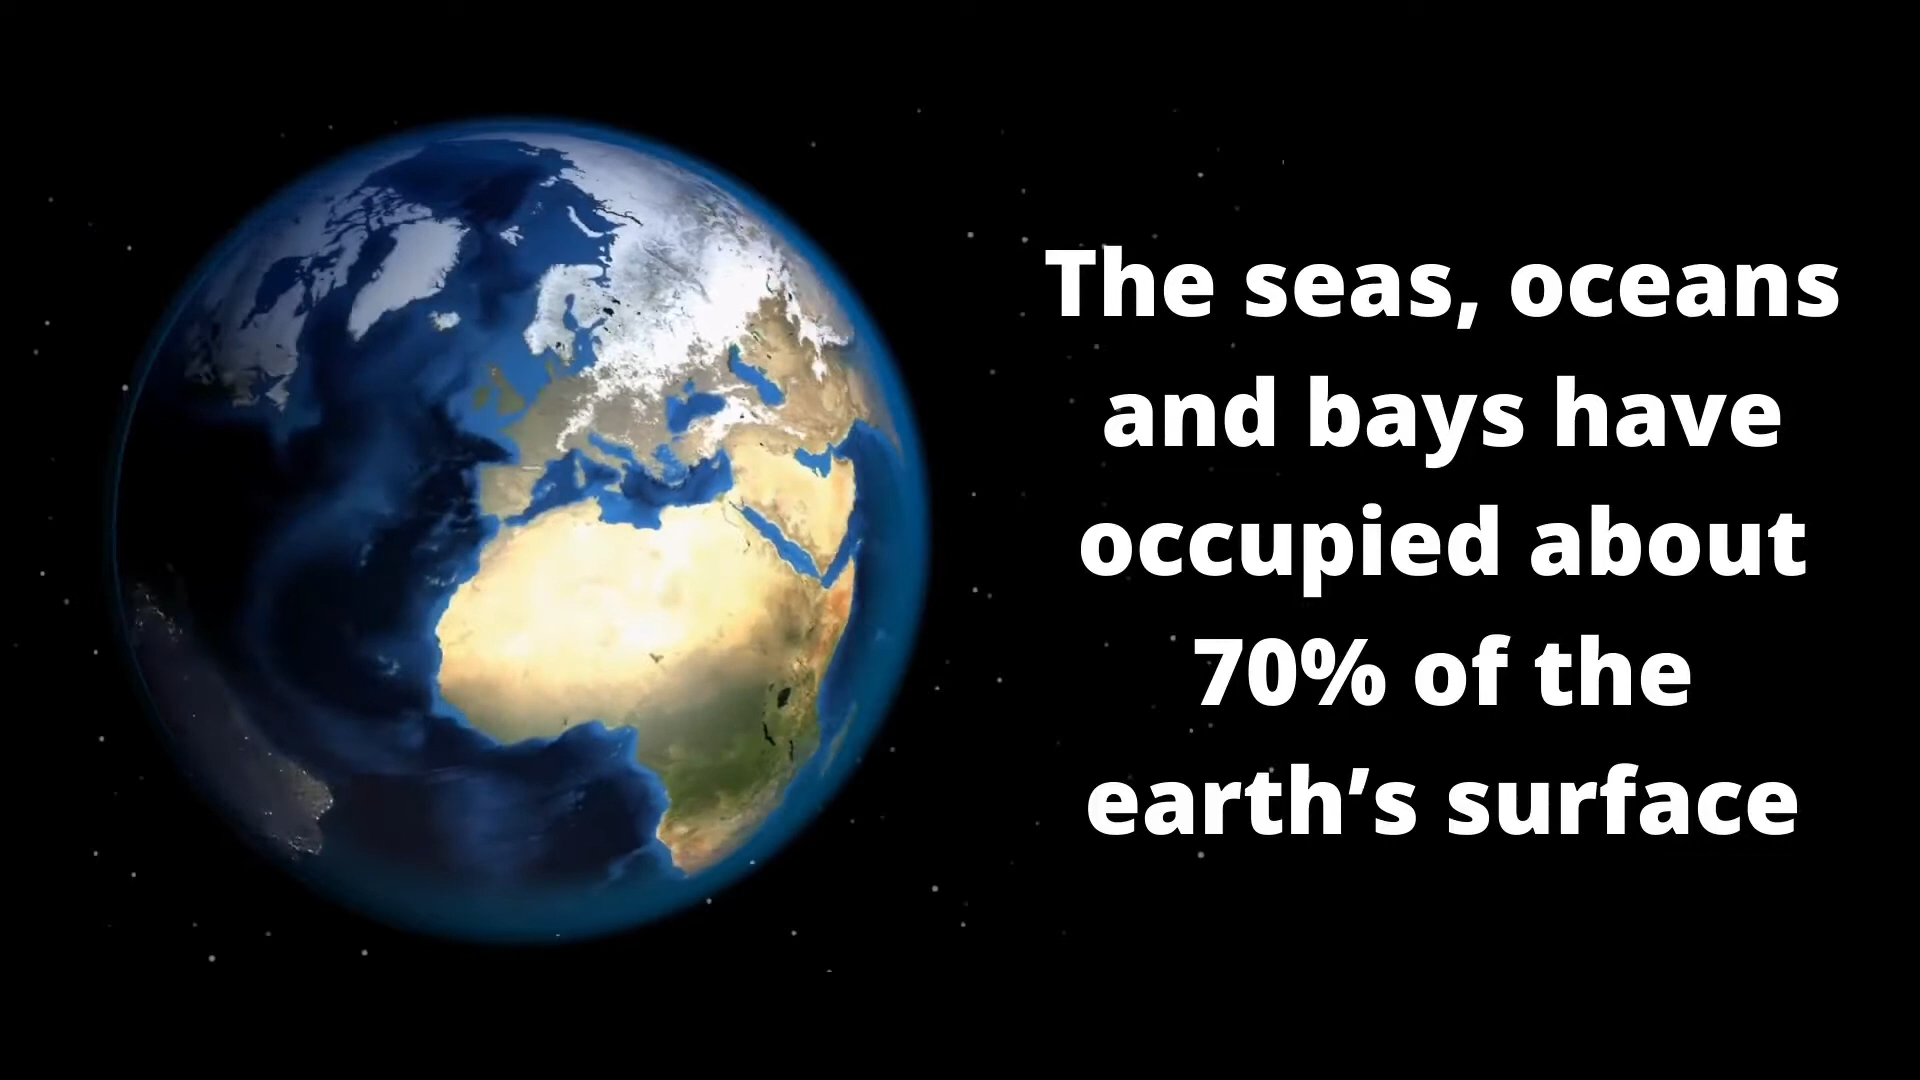 The seas, oceans
and bays have
occupied about
70% of the
earth’s surface